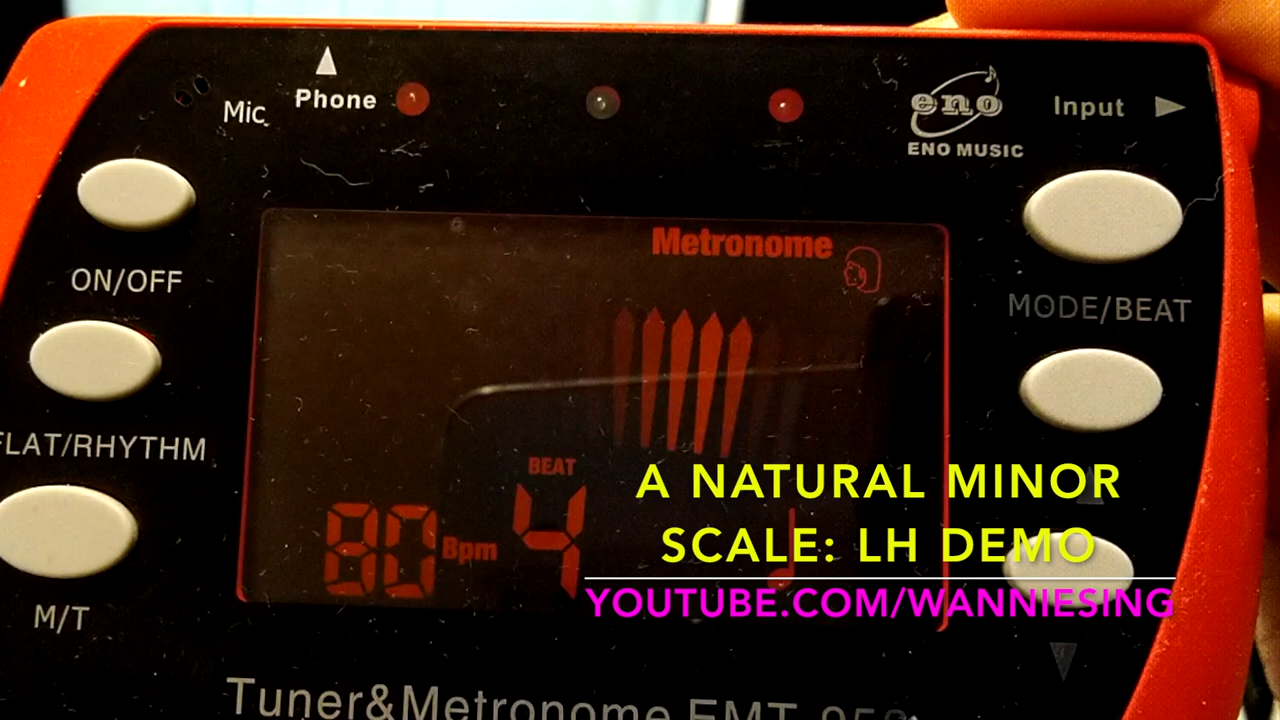 Mic
Phone
eno
ENO MUSIC
Input
ON/OFF
Metronome
MODE/BEAT
FLAT/RHYTHM
BEAT
80 Bpm 4
A NATURAL MINOR
SCALE: LH DEMO
YOUTUBE.COM/WANNIESING
M/T
Tuner&Metronome EMT